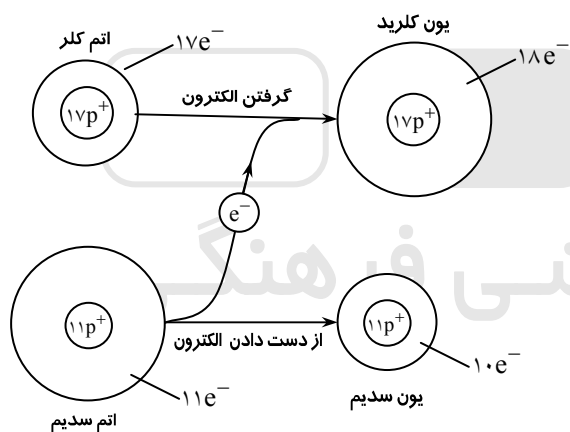 اتم کلر
۱۷e⁻
۱۷p⁺
گرفتن الکترون
یون کلرید
۱۸e⁻
۱۷p⁺
e⁻
اتم سدیم
۱۱e⁻
۱۱p⁺
از دست دادن الکترون
یون سدیم
۱۰e⁻
۱۱p⁺
فرهنگی